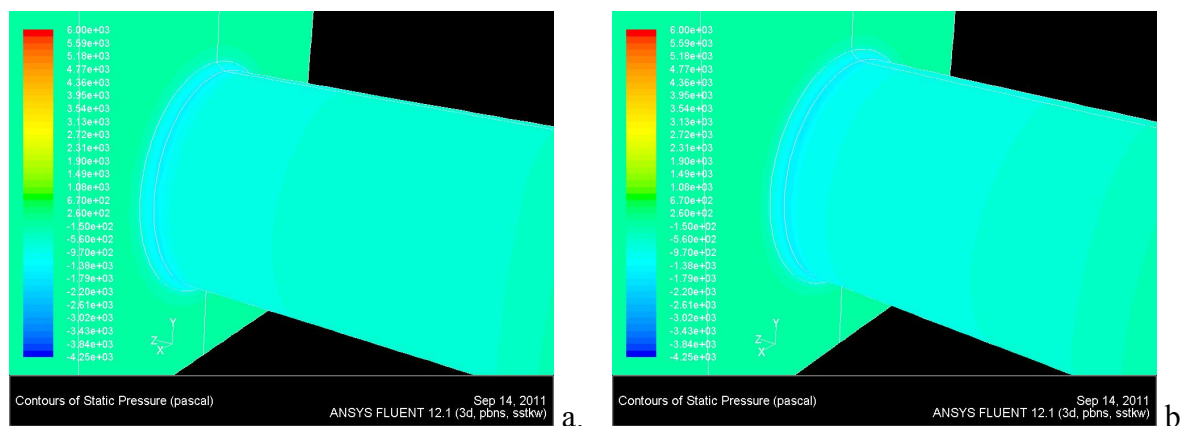 6.00e+03
5.59e+03
5.18e+03
4.77e+03
4.36e+03
3.95e+03
3.54e+03
3.13e+03
2.72e+03
2.31e+03
1.90e+03
1.49e+03
1.08e+03
6.70e+02
2.60e+02
-1.50e+02
-5.60e+02
-9.70e+02
-1.38e+03
-1.79e+03
-2.20e+03
-2.61e+03
-3.02e+03
-3.43e+03
-3.84e+03
-4.25e+03
Y
Z
X
Contours of Static Pressure (pascal)
Sep 14, 2011
ANSYS FLUENT 12.1 (3d, pbns, sstkw)
a.
6.00e+03
5.59e+03
5.18e+03
4.77e+03
4.36e+03
3.95e+03
3.54e+03
3.13e+03
2.72e+03
2.31e+03
1.90e+03
1.49e+03
1.08e+03
6.70e+02
2.60e+02
-1.50e+02
-5.60e+02
-9.70e+02
-1.38e+03
-1.79e+03
-2.20e+03
-2.61e+03
-3.02e+03
-3.43e+03
-3.84e+03
-4.25e+03
Y
Z
X
Contours of Static Pressure (pascal)
Sep 14, 2011
ANSYS FLUENT 12.1 (3d, pbns, sstkw)
b